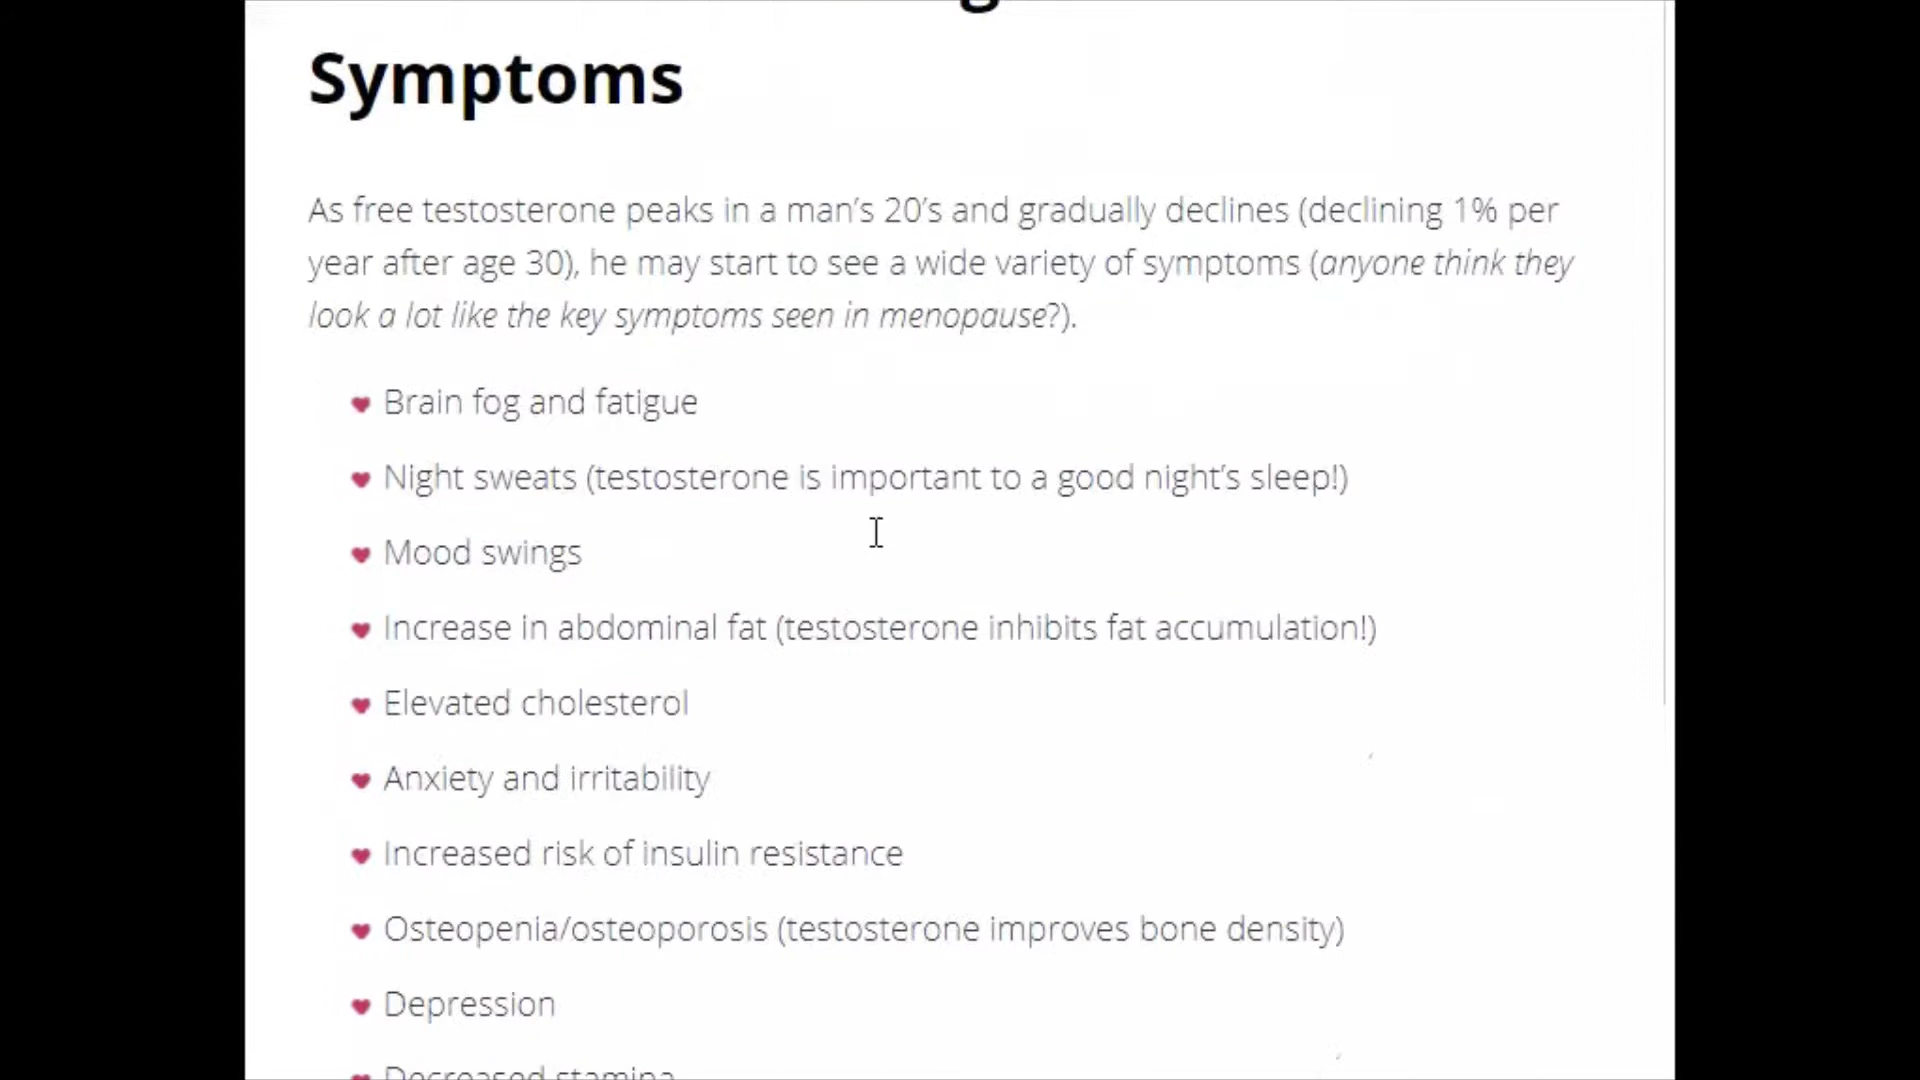 Symptoms
As free testosterone peaks in a man’s 20’s and gradually declines (declining 1% per
year after age 30), he may start to see a wide variety of symptoms (anyone think they
look a lot like the key symptoms seen in menopause?).
Brain fog and fatigue
Night sweats (testosterone is important to a good night’s sleep!)
Mood swings
Increase in abdominal fat (testosterone inhibits fat accumulation!)
Elevated cholesterol
Anxiety and irritability
Increased risk of insulin resistance
Osteopenia/osteoporosis (testosterone improves bone density)
Depression
Decreased stamina